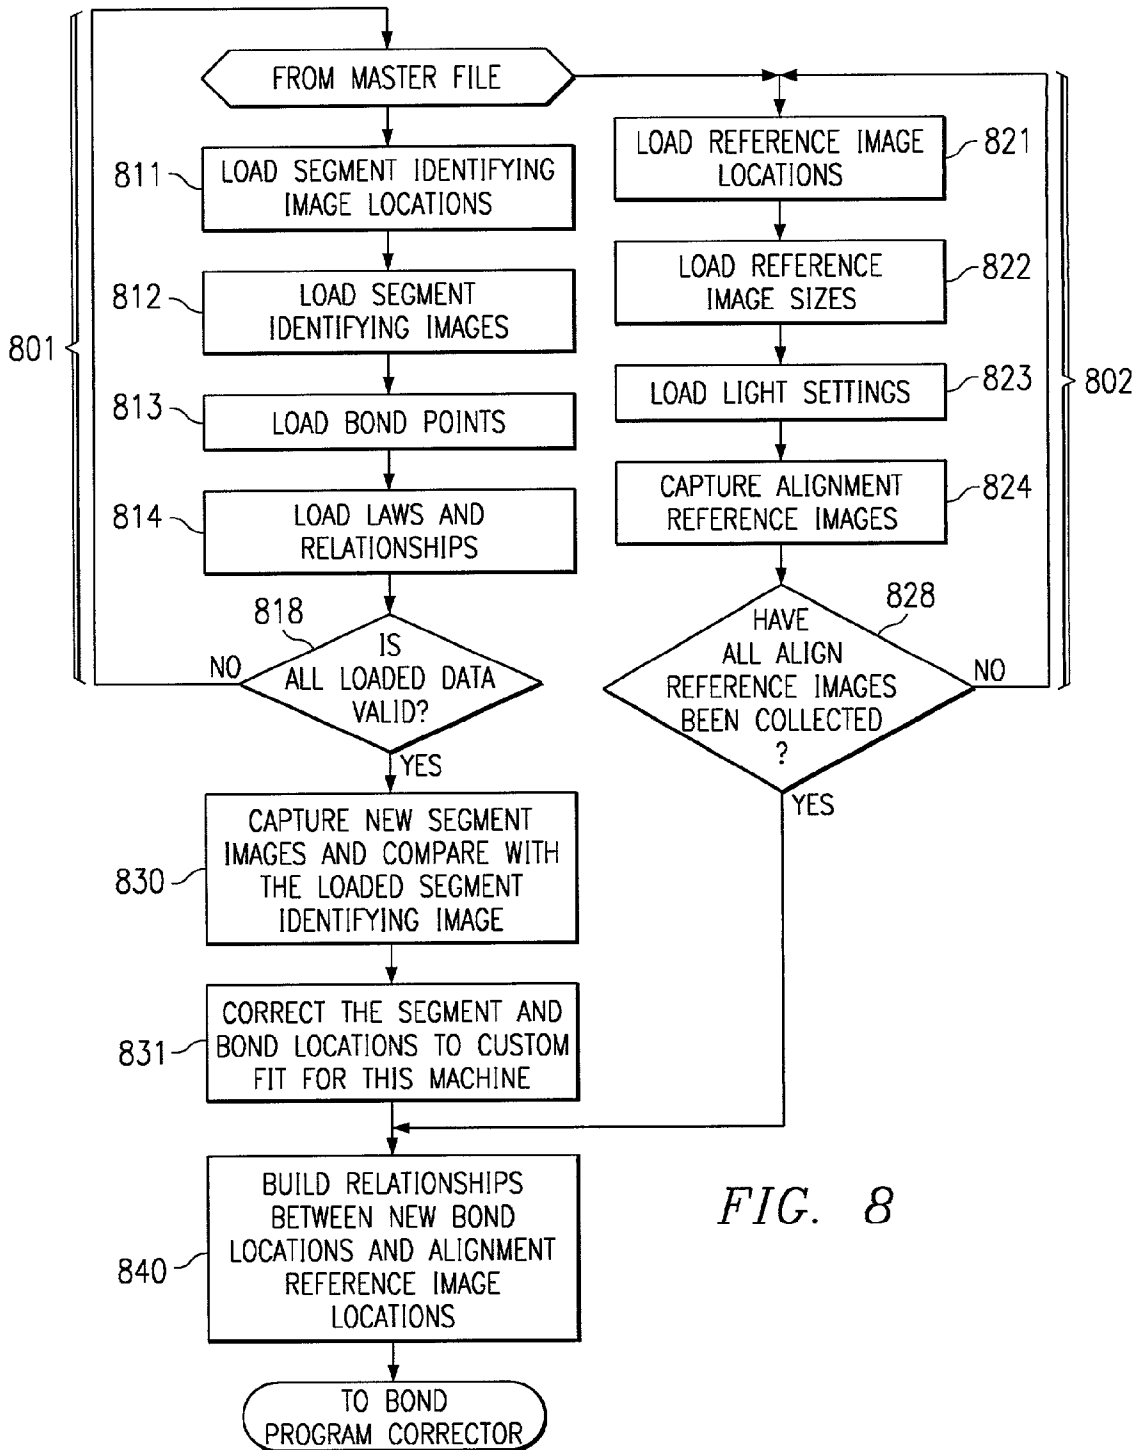 FROM MASTER FILE
811
LOAD SEGMENT IDENTIFYING
IMAGE LOCATIONS
812
LOAD SEGMENT
IDENTIFYING IMAGES
801
813
LOAD BOND POINTS
814
LOAD LAWS AND
RELATIONSHIPS
818
IS
ALL LOADED DATA
VALID?
NO
YES
LOAD REFERENCE IMAGE
LOCATIONS
821
LOAD REFERENCE
IMAGE SIZES
822
LOAD LIGHT SETTINGS
823
802
CAPTURE ALIGNMENT
REFERENCE IMAGES
824
828
HAVE
ALL ALIGN
REFERENCE IMAGES
BEEN COLLECTED
?
NO
YES
830
CAPTURE NEW SEGMENT
IMAGES AND COMPARE WITH
THE LOADED SEGMENT
IDENTIFYING IMAGE
831
CORRECT THE SEGMENT AND
BOND LOCATIONS TO CUSTOM
FIT FOR THIS MACHINE
840
BUILD RELATIONSHIPS
BETWEEN NEW BOND
LOCATIONS AND ALIGNMENT
REFERENCE IMAGE
LOCATIONS
FIG. 8
TO BOND
PROGRAM CORRECTOR